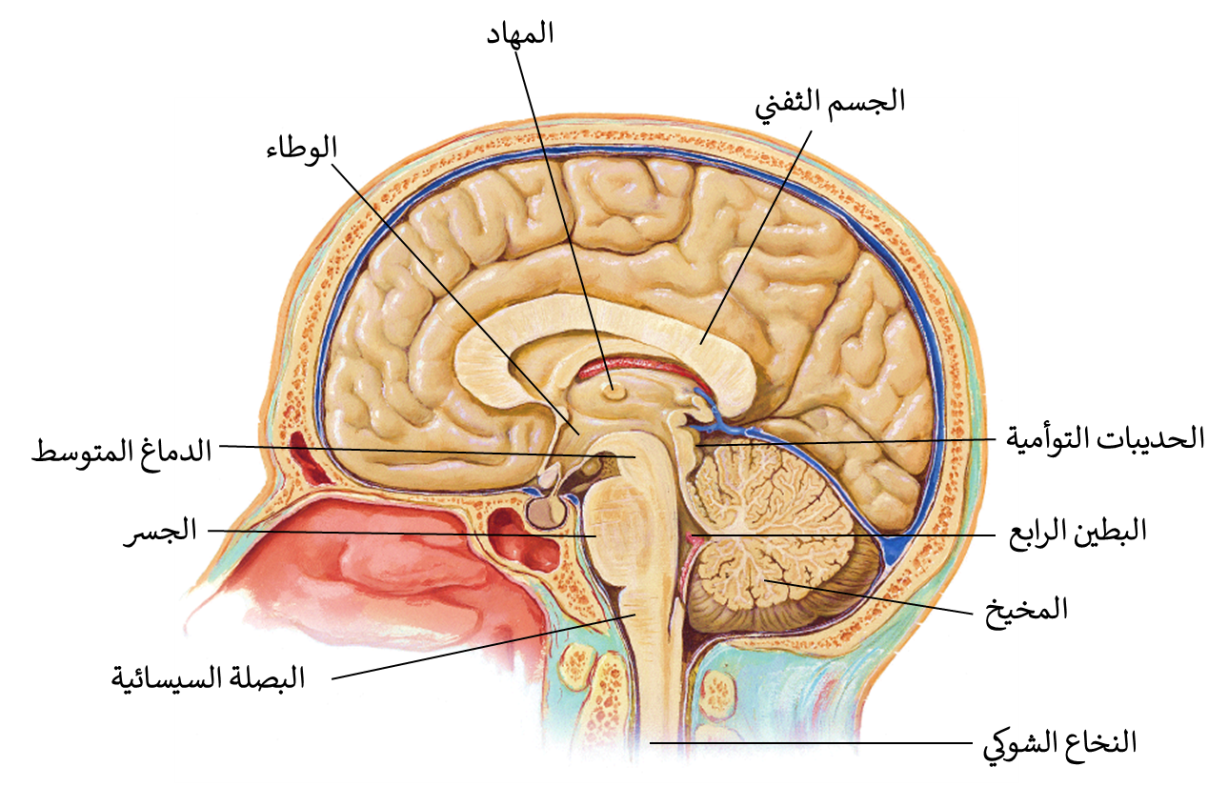 المهاد
الجسم الثفني
الوطاء
الحديبات التوأمية
الدماغ المتوسط
البطين الرابع
الجسر
المخيخ
البصلة السيسائية
النخاع الشوكي